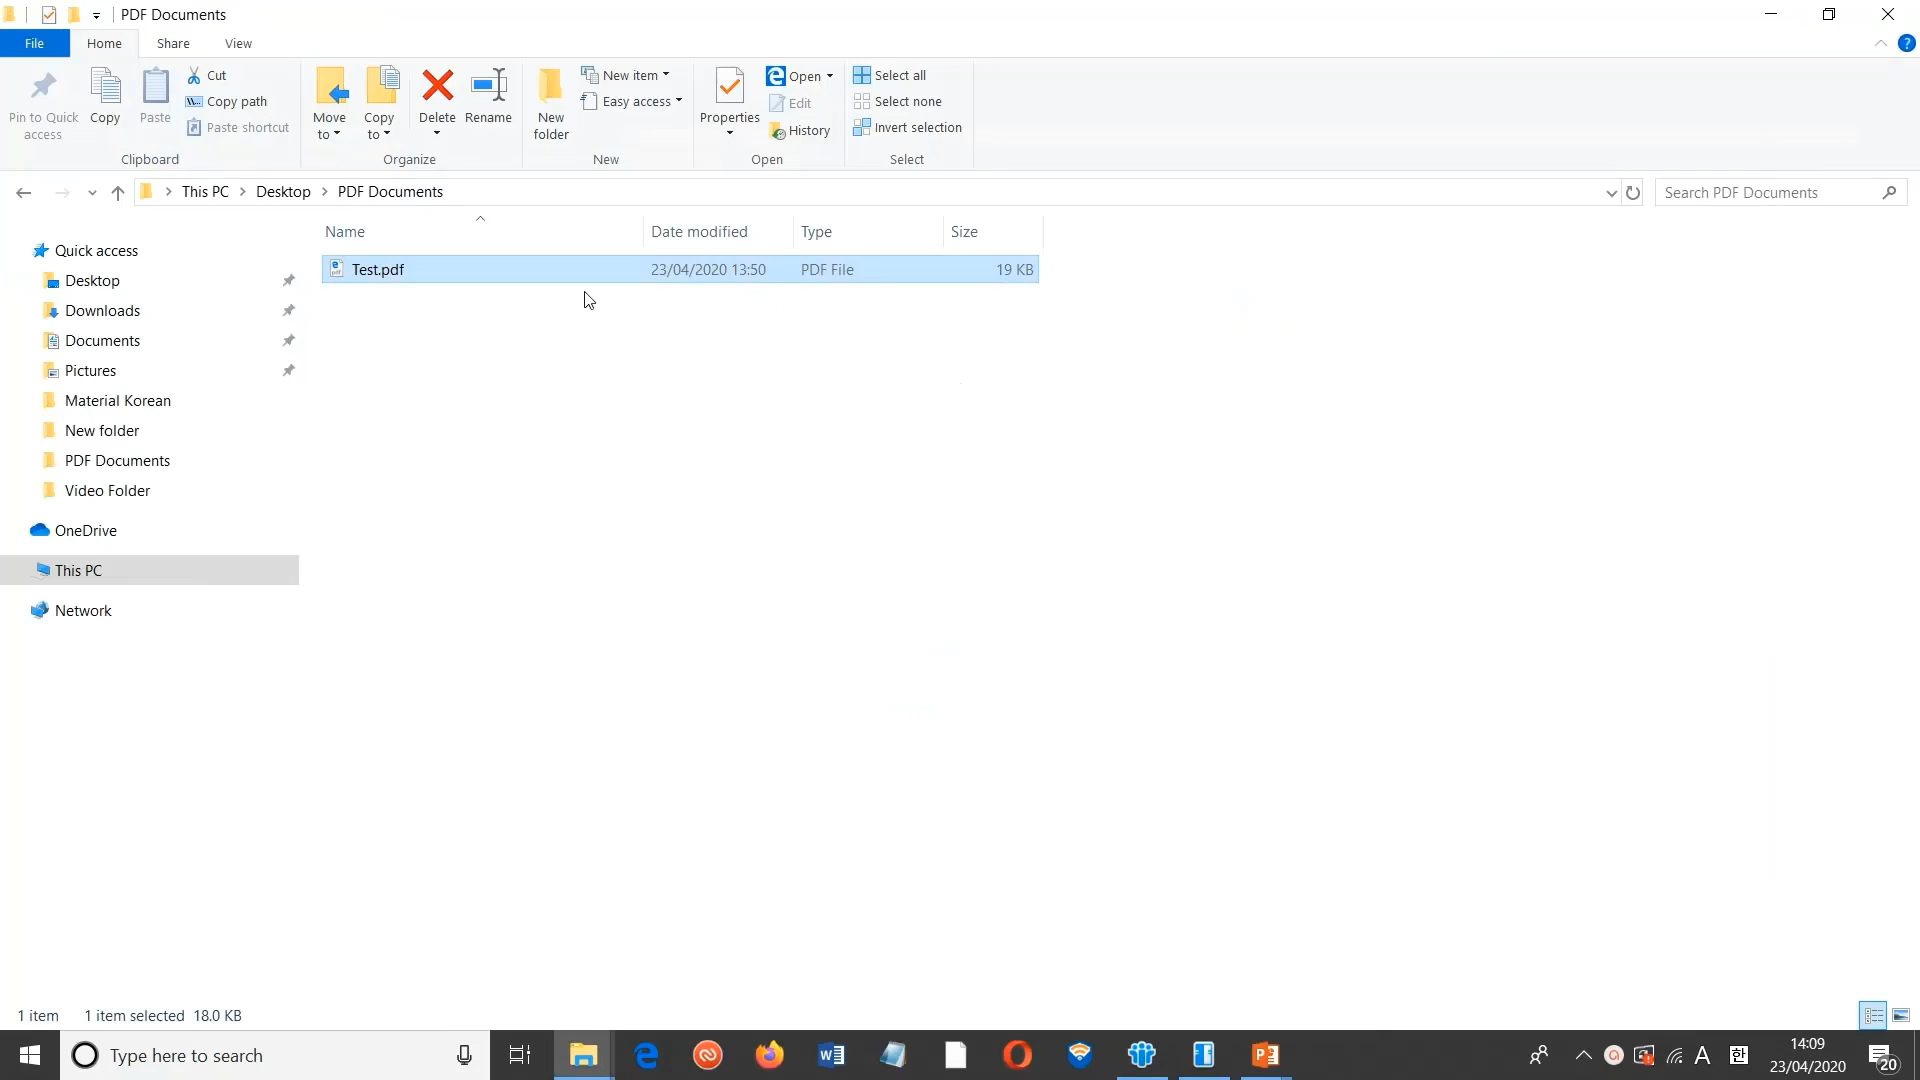 PDF Documents
File Home Share View
Pin to Quick access
Copy
Paste
Cut
Copy path
Paste shortcut
Clipboard
Move to
Copy to
Delete
Rename
Organize
New folder
New item
Easy access
New
Properties
Open
Edit
History
Open
Select all
Select none
Invert selection
Select
This PC > Desktop > PDF Documents
Search PDF Documents
Name Date modified Type Size
Test.pdf 23/04/2020 13:50 PDF File 19 KB
Quick access
Desktop
Downloads
Documents
Pictures
Material Korean
New folder
PDF Documents
Video Folder
OneDrive
This PC
Network
1 item 1 item selected 18.0 KB
Type here to search
A 한
14:09
23/04/2020
20